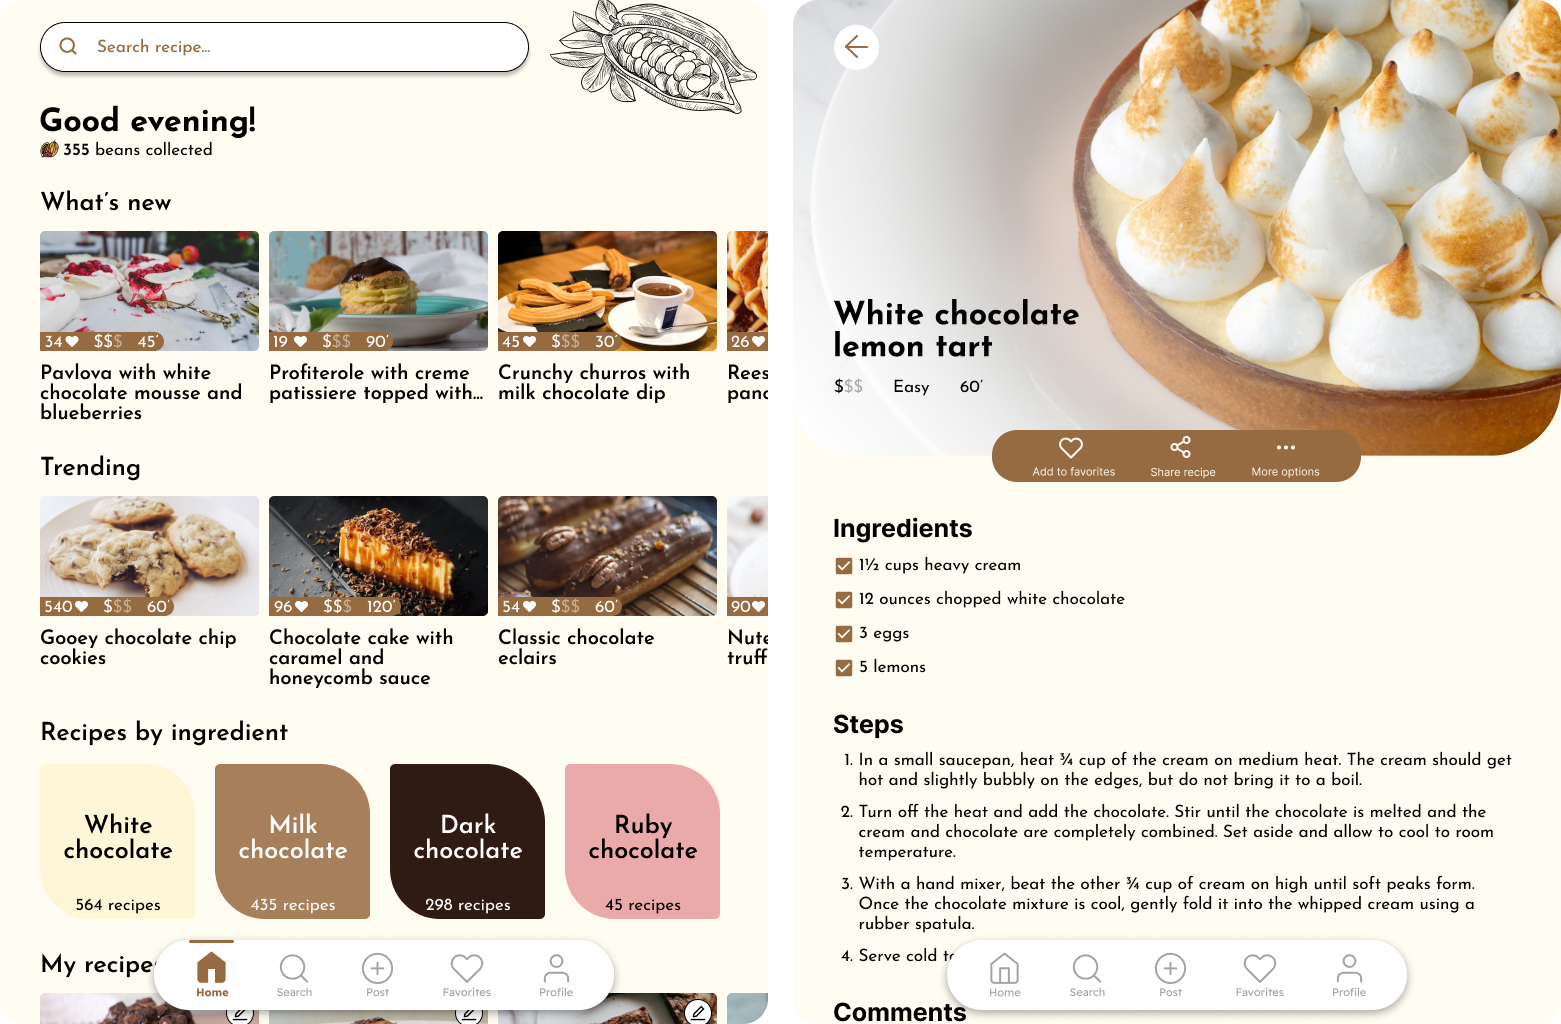 Search recipe...
Good evening!
355 beans collected
What's new
34 $$$ 45'
19 $$$ 90'
45 $$$ 30'
26
Pavlova with white
chocolate mousse and
blueberries
Profiterole with creme
patissiere topped with...
Crunchy churros with
milk chocolate dip
Rees
panc
Trending
540 $$$ 60'
96 $$$ 120'
54 $$$ 60'
90
Gooey chocolate chip
cookies
Chocolate cake with
caramel and
honeycomb sauce
Classic chocolate
eclairs
Nute
truff
Recipes by ingredient
White
chocolate
564 recipes
Milk
chocolate
435 recipes
Dark
chocolate
298 recipes
Ruby
chocolate
45 recipes
My recipe
Home
Search
Post
Favorites
Profile
White chocolate
lemon tart
$$$ Easy 60'
Add to favorites
Share recipe
More options
Ingredients
1½ cups heavy cream
12 ounces chopped white chocolate
3 eggs
5 lemons
Steps
1. In a small saucepan, heat ¾ cup of the cream on medium heat. The cream should get
hot and slightly bubbly on the edges, but do not bring it to a boil.
2. Turn off the heat and add the chocolate. Stir until the chocolate is melted and the
cream and chocolate are completely combined. Set aside and allow to cool to room
temperature.
3. With a hand mixer, beat the other ¾ cup of cream on high until soft peaks form.
Once the chocolate mixture is cool, gently fold it into the whipped cream using a
rubber spatula.
4. Serve cold to
Comments
Home
Search
Post
Favorites
Profile